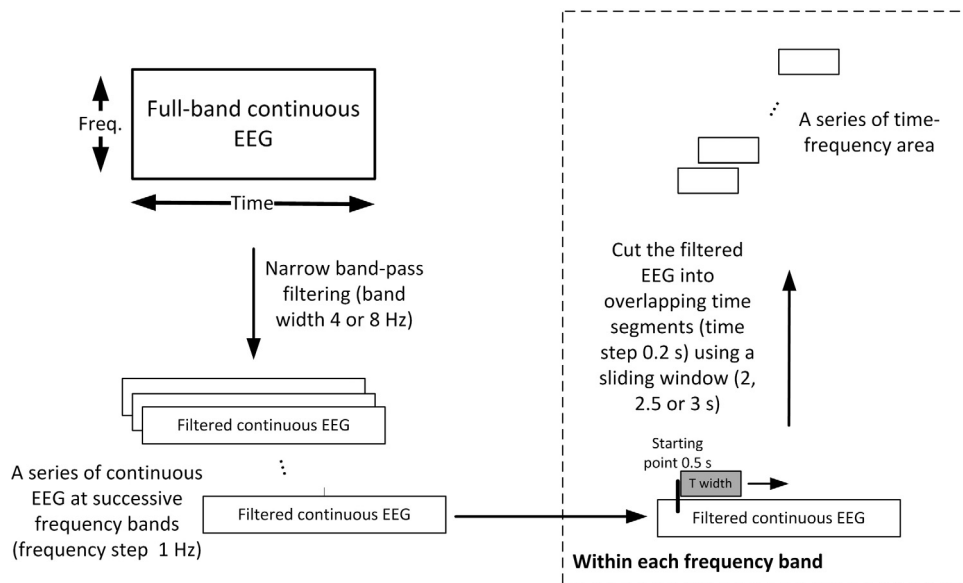 Full-band continuous
EEG
Freq.
Time
Narrow band-pass
filtering (band
width 4 or 8 Hz)
Filtered continuous EEG
A series of continuous
EEG at successive
frequency bands
(frequency step 1 Hz)
Filtered continuous EEG
A series of time-
frequency area
Cut the filtered
EEG into
overlapping time
segments (time
step 0.2 s) using a
sliding window (2,
2.5 or 3 s)
Starting
point 0.5 s
T width
Filtered continuous EEG
Within each frequency band